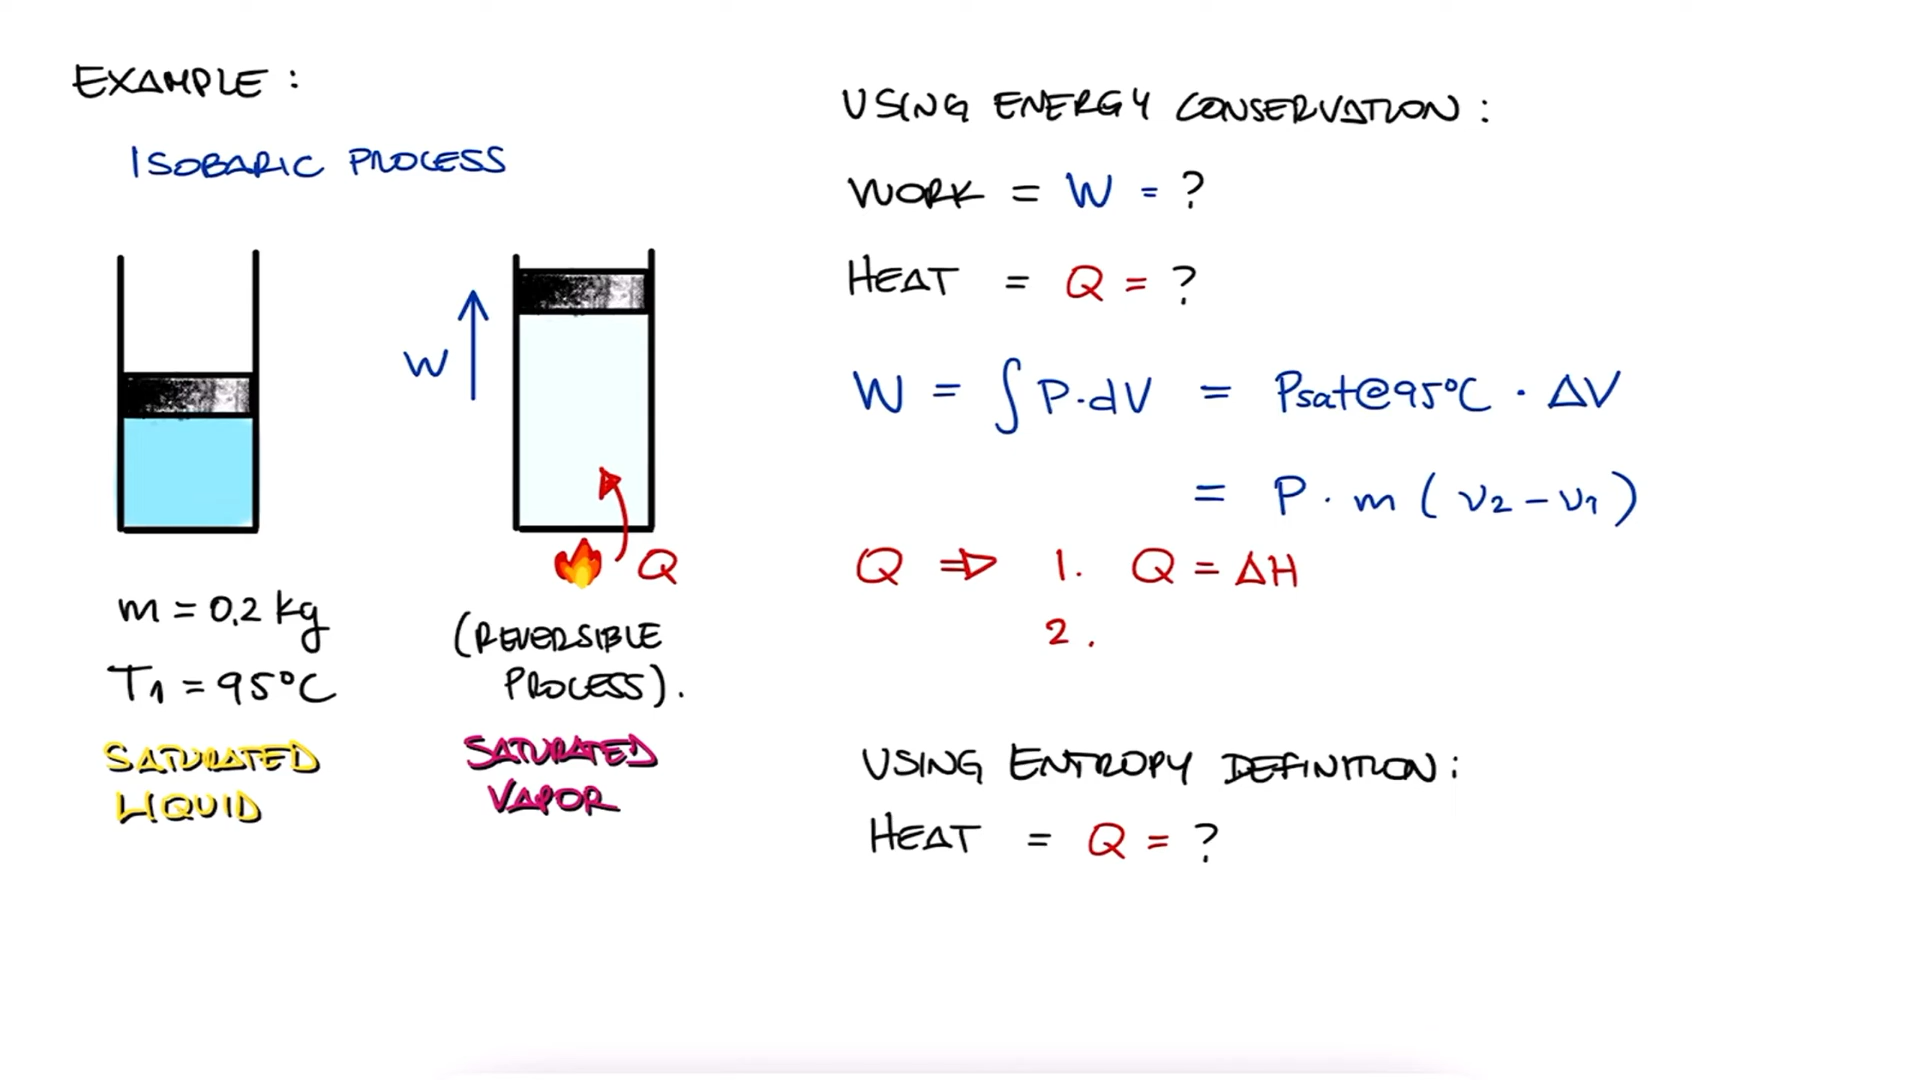 EXAMPLE :
ISOBARIC PROCESS
W
Q
m = 0.2 kg
T1 = 95°C
SATURATED
LIQUID
(REVERSIBLE
PROCESS).
SATURATED
VAPOR
USING ENERGY CONSERVATION :
WORK = W = ?
HEAT = Q = ?
W = ∫ P·dV = Psat@95°C · ΔV
= P · m ( v2 – v1 )
Q ⇒ 1. Q = ΔH
2.
USING ENTROPY DEFINITION :
HEAT = Q = ?